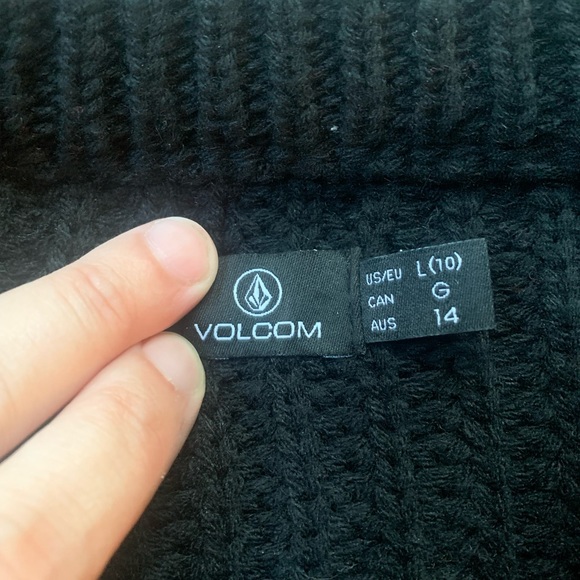 VOLCOM
US/EU L(10)
CAN G
AUS 14